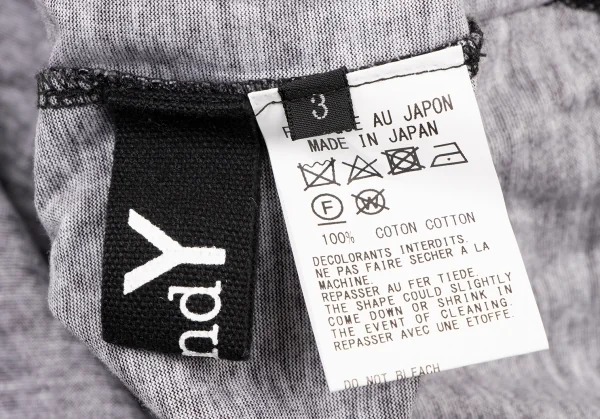 3
AU JAPON
MADE IN JAPAN
F W
100% COTON COTTON
DECOLORANTS INTERDITS.
NE PAS FAIRE SECHER À LA
MACHINE.
REPASSER AU FER TIEDE.
THE SHAPE COULD SLIGHTLY
COME DOWN OR SHRINK IN
THE EVENT OF CLEANING.
REPASSER AVEC UNE ETOFFE.
DO NOT BLEACH
ndY